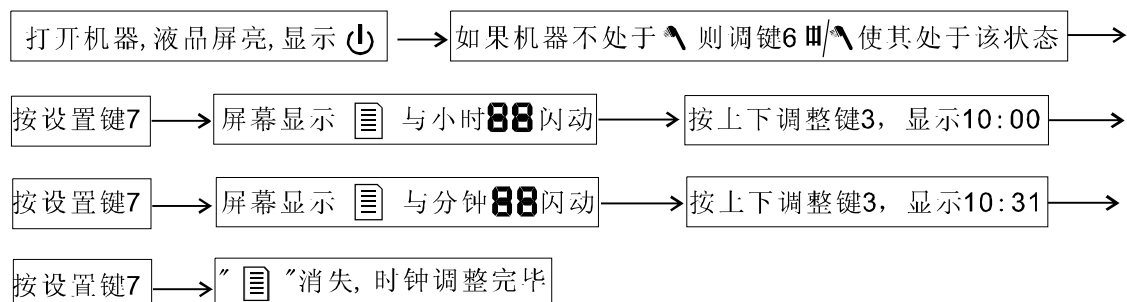 打开机器,液晶屏亮,显示 如果机器不处于 则调键6 / 使其处于该状态
按设置键7 屏幕显示 与小时88闪动 按上下调整键3, 显示10:00
按设置键7 屏幕显示 与分钟88闪动 按上下调整键3, 显示10:31
按设置键7 " "消失, 时钟调整完毕